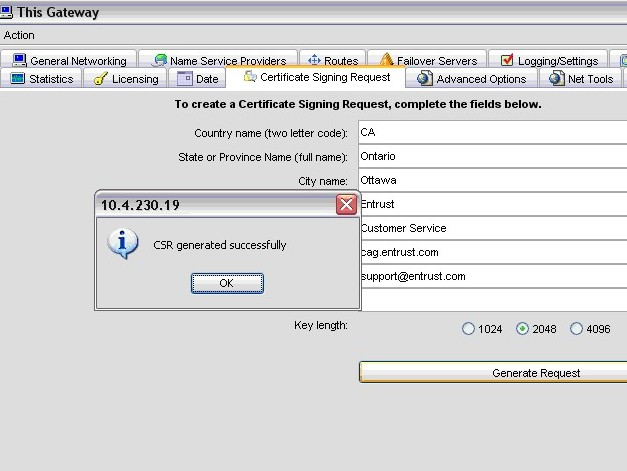 This Gateway
Action
General Networking Name Service Providers Routes Failover Servers Logging/Settings
Statistics Licensing Date Certificate Signing Request Advanced Options Net Tools
To create a Certificate Signing Request, complete the fields below.
Country name (two letter code): CA
State or Province Name (full name): Ontario
City name: Ottawa
10.4.230.19
Entrust
Customer Service
CSR generated successfully
cag.entrust.com
support@entrust.com
OK
Key length: 1024 2048 4096
Generate Request